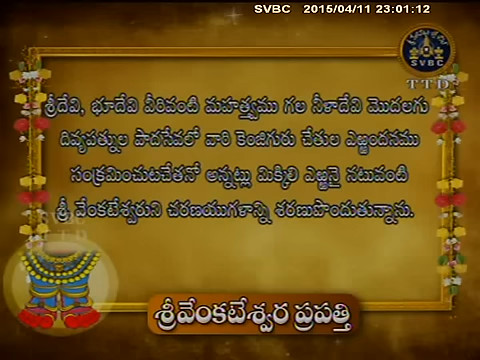 SVBC 2015/04/11 23:01:12
SVBC
TTD
శ్రీదేవి, భూదేవి వీరివంటి మహత్త్వము గల నీళాదేవి మొదలగు
దివ్యపత్నుల పాదసేవలో వారి కెంజిగురు చేతుల ఎఱ్ఱందనము
సంక్రమించుటచేతనో అన్నట్లు మిక్కిలి ఎఱ్ఱనై నటువంటి
శ్రీ వేంకటేశ్వరుని చరణయుగళాన్ని శరణుపొందుతున్నాను.
శ్రీవేంకటేశ్వర ప్రపత్తి